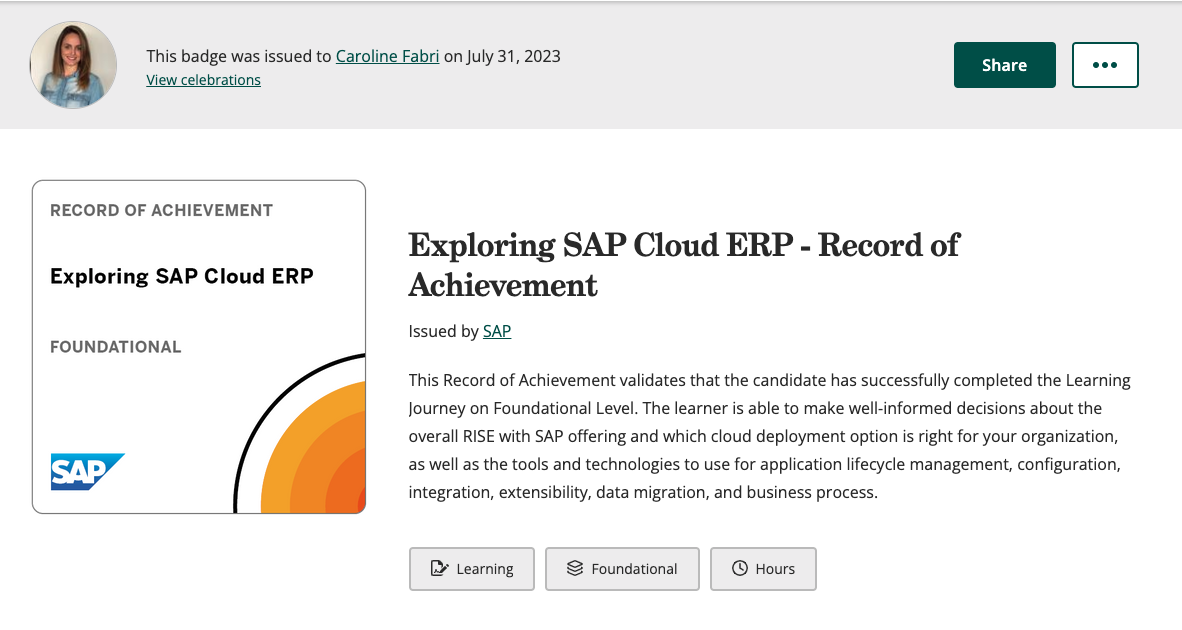 This badge was issued to Caroline Fabri on July 31, 2023
View celebrations
Share
RECORD OF ACHIEVEMENT
Exploring SAP Cloud ERP
FOUNDATIONAL
SAP
Exploring SAP Cloud ERP - Record of
Achievement
Issued by SAP
This Record of Achievement validates that the candidate has successfully completed the Learning
Journey on Foundational Level. The learner is able to make well-informed decisions about the
overall RISE with SAP offering and which cloud deployment option is right for your organization,
as well as the tools and technologies to use for application lifecycle management, configuration,
integration, extensibility, data migration, and business process.
Learning
Foundational
Hours